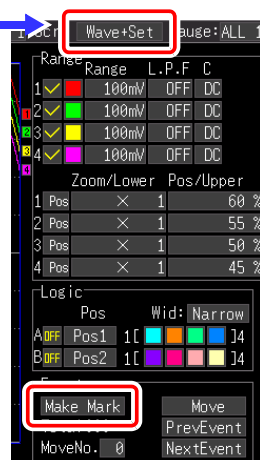 Wave+Set
Gauge: ALL 1
Range
Range L.P.F C
1 100mV OFF DC
2 100mV OFF DC
3 100mV OFF DC
4 100mV OFF DC
Zoom/Lower Pos/Upper
1 Pos × 1 60 %
2 Pos × 1 55 %
3 Pos × 1 50 %
4 Pos × 1 45 %
Logic
Pos Wid: Narrow
A OFF Pos1 1[ ]4
B OFF Pos2 1[ ]4
Make Mark Move
PrevEvent
MoveNo. 0 NextEvent